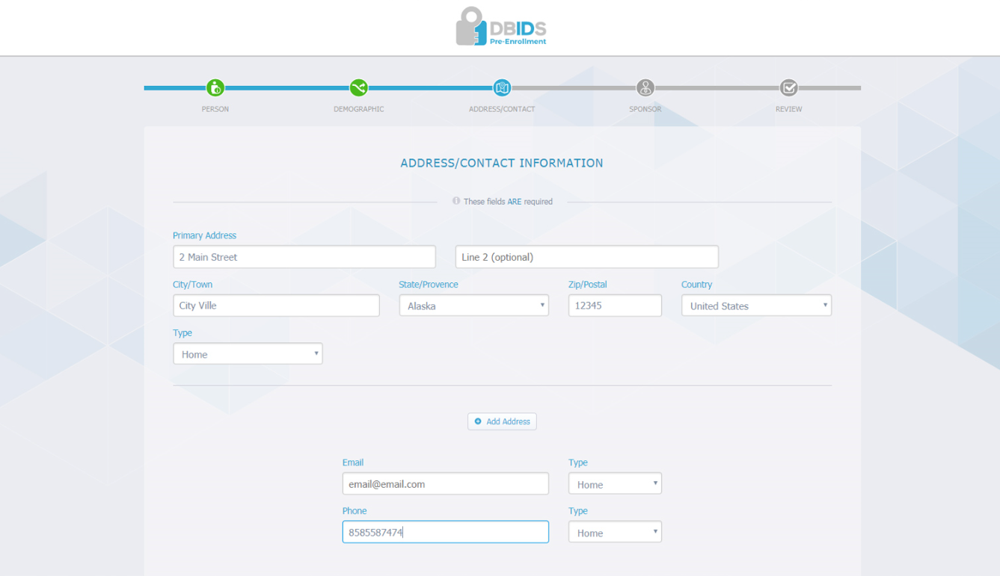 DBIDS
Pre-Enrollment
PERSON DEMOGRAPHIC ADDRESS/CONTACT SPONSOR REVIEW
ADDRESS/CONTACT INFORMATION
These fields ARE required
Primary Address
2 Main Street Line 2 (optional)
City/Town State/Provence Zip/Postal Country
City Ville Alaska 12345 United States
Type
Home
Add Address
Email Type
email@email.com Home
Phone Type
8585587474 Home